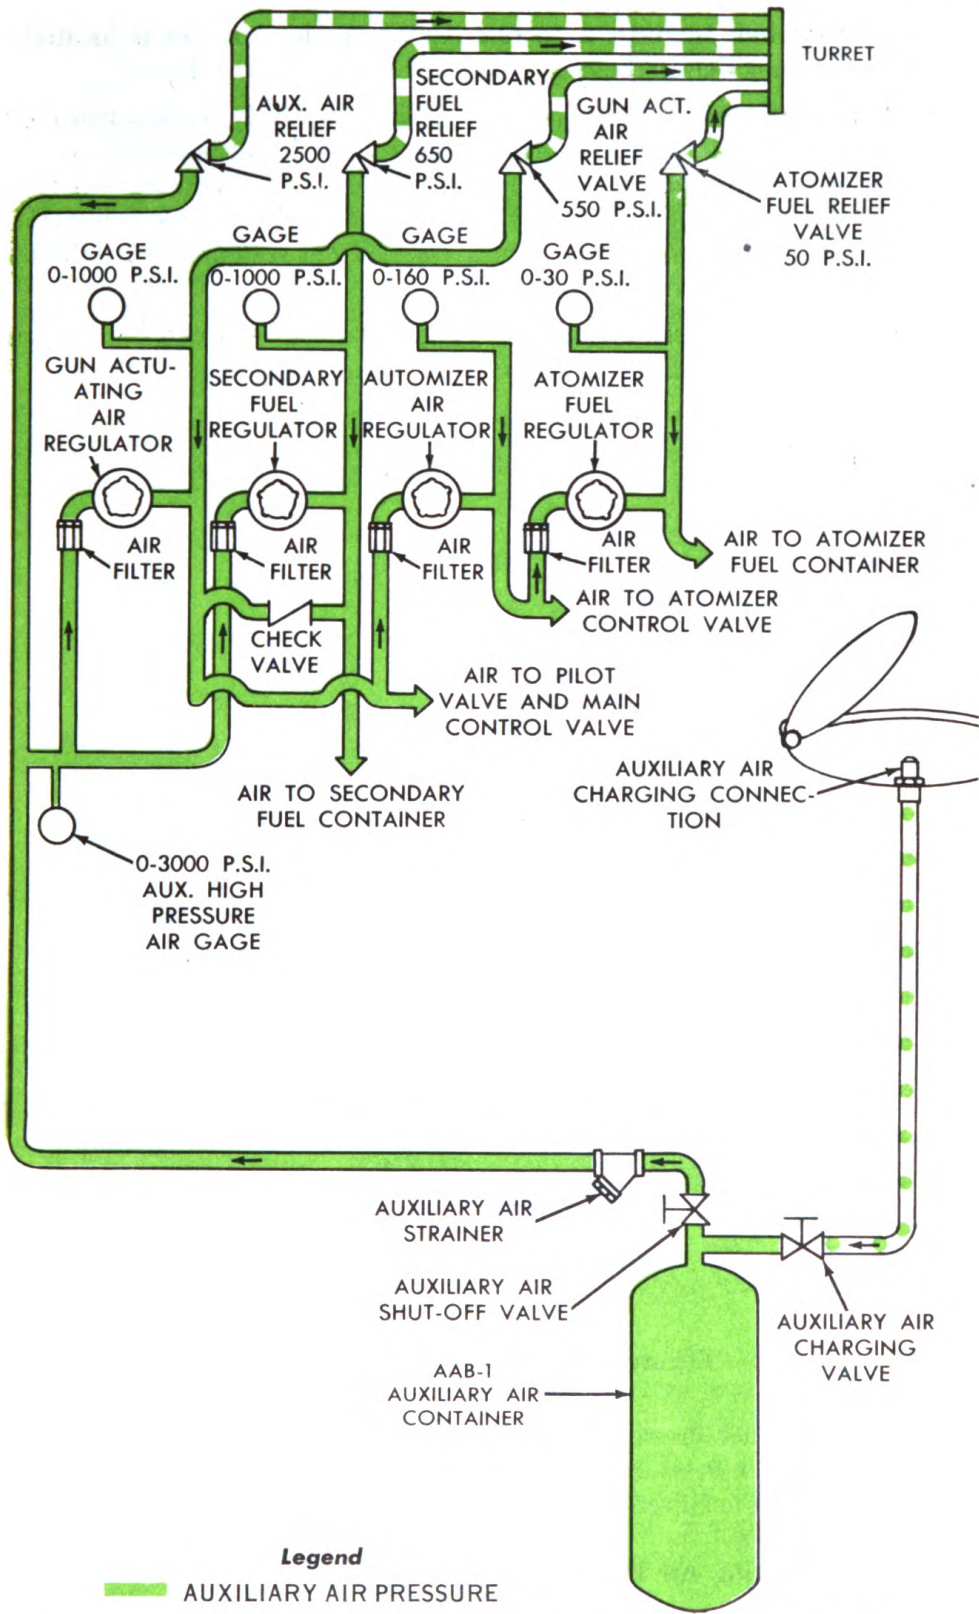 is located
TURRET
AUX. AIR
RELIEF
2500
P.S.I.
SECONDARY
FUEL
RELIEF
650
P.S.I.
GUN ACT.
AIR
RELIEF
VALVE
550 P.S.I.
ATOMIZER
FUEL RELIEF
VALVE
50 P.S.I.
GAGE
0-1000 P.S.I.
GAGE
0-1000 P.S.I.
GAGE
0-160 P.S.I.
GAGE
0-30 P.S.I.
GUN ACTU-
ATING
AIR
REGULATOR
SECONDARY
FUEL
REGULATOR
AUTOMIZER
AIR
REGULATOR
ATOMIZER
FUEL
REGULATOR
AIR
FILTER
AIR
FILTER
AIR
FILTER
AIR
FILTER
AIR TO ATOMIZER
FUEL CONTAINER
AIR TO ATOMIZER
CONTROL VALVE
CHECK
VALVE
AIR TO PILOT
VALVE AND MAIN
CONTROL VALVE
AIR TO SECONDARY
FUEL CONTAINER
AUXILIARY AIR
CHARGING CONNEC-
TION
0-3000 P.S.I.
AUX. HIGH
PRESSURE
AIR GAGE
AUXILIARY AIR
STRAINER
AUXILIARY AIR
SHUT-OFF VALVE
AUXILIARY AIR
CHARGING
VALVE
AAB-1
AUXILIARY AIR
CONTAINER
Legend
AUXILIARY AIR PRESSURE